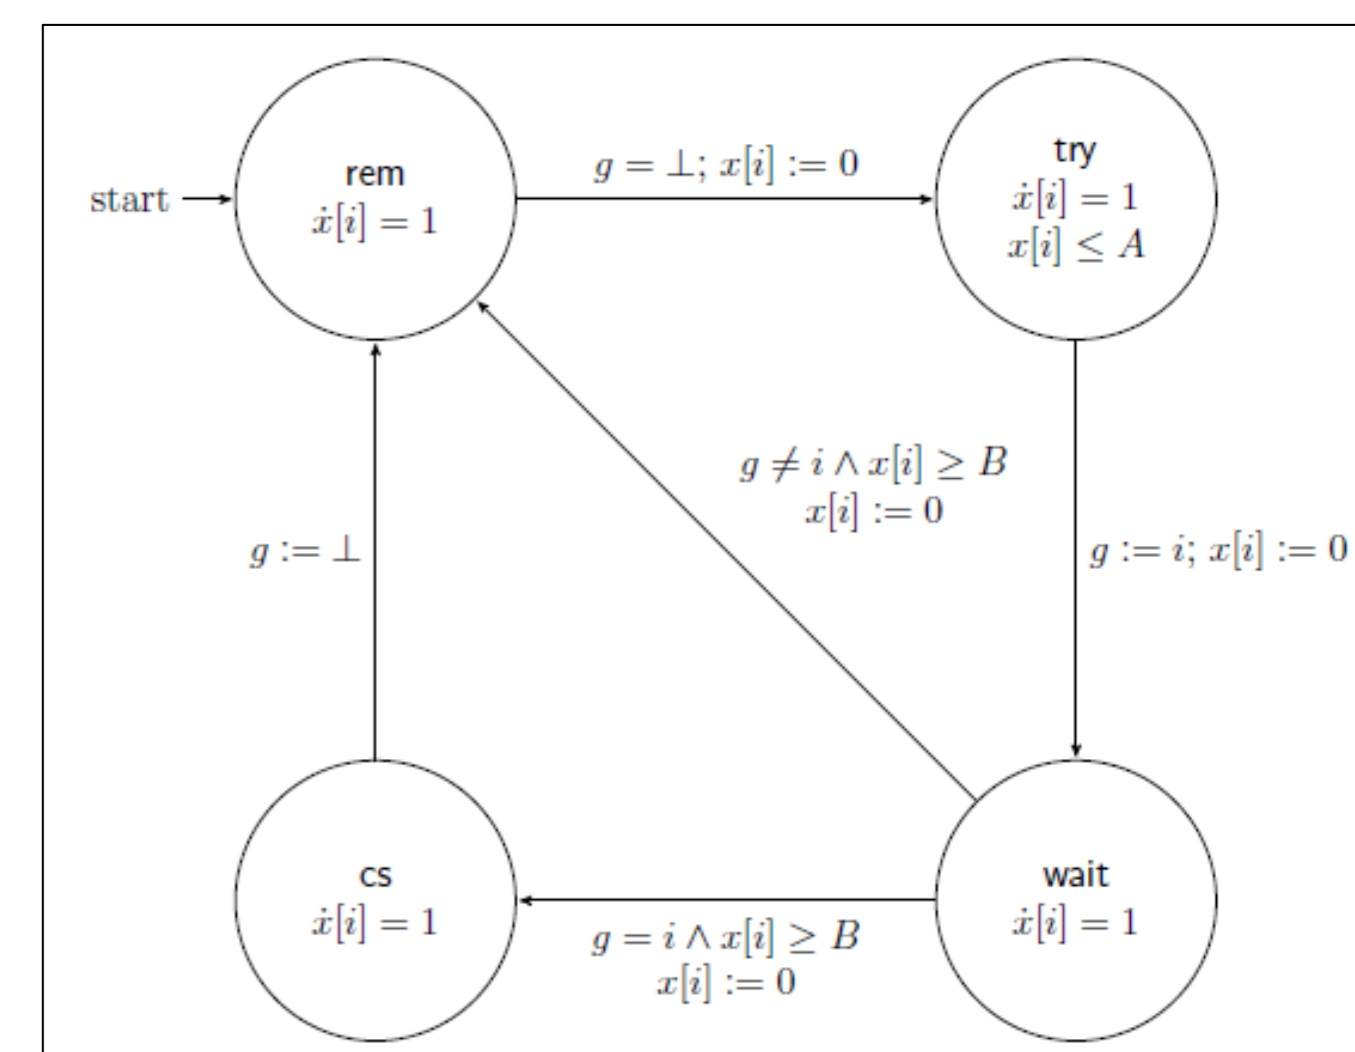 rem
ẋ[i] = 1
start
g = ⊥; x[i] := 0
try
ẋ[i] = 1
x[i] ≤ A
g ≠ i ∧ x[i] ≥ B
x[i] := 0
g := ⊥
g := i; x[i] := 0
cs
ẋ[i] = 1
g = i ∧ x[i] ≥ B
x[i] := 0
wait
ẋ[i] = 1